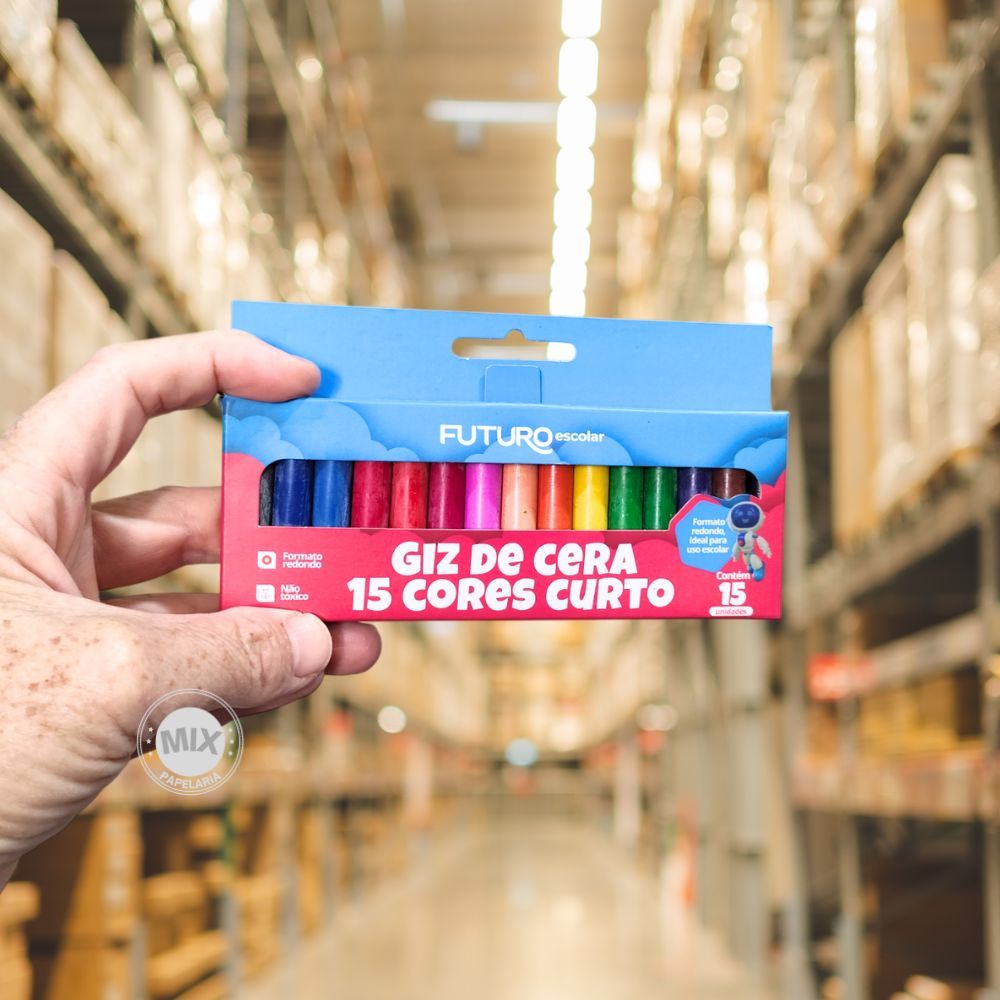 FUTURO escolar
Formato
redondo,
ideal para
uso escolar
Formato
redondo
Não
tóxico
GIZ DE CERA
15 CORES CURTO
Contém
15
unidades
MIX
PAPELARIA